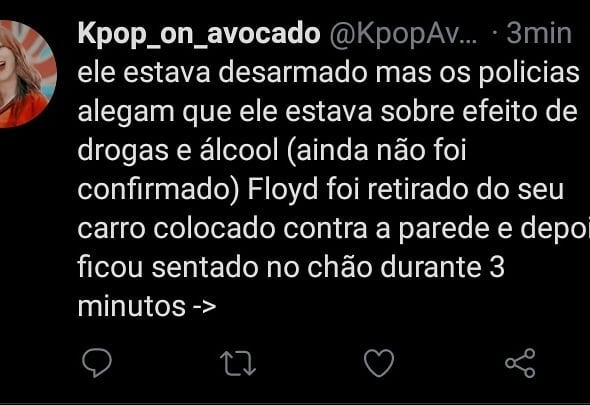 Kpop_on_avocado @KpopAv... · 3min
ele estava desarmado mas os policias
alegam que ele estava sobre efeito de
drogas e álcool (ainda não foi
confirmado) Floyd foi retirado do seu
carro colocado contra a parede e depoi
ficou sentado no chão durante 3
minutos ->